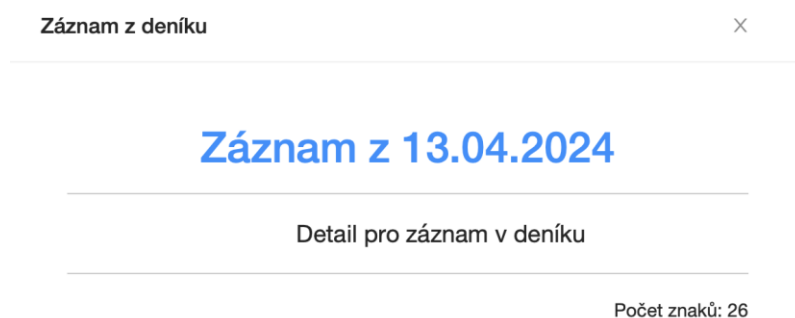 Záznam z deníku
Záznam z 13.04.2024
Detail pro záznam v deníku
Počet znaků: 26